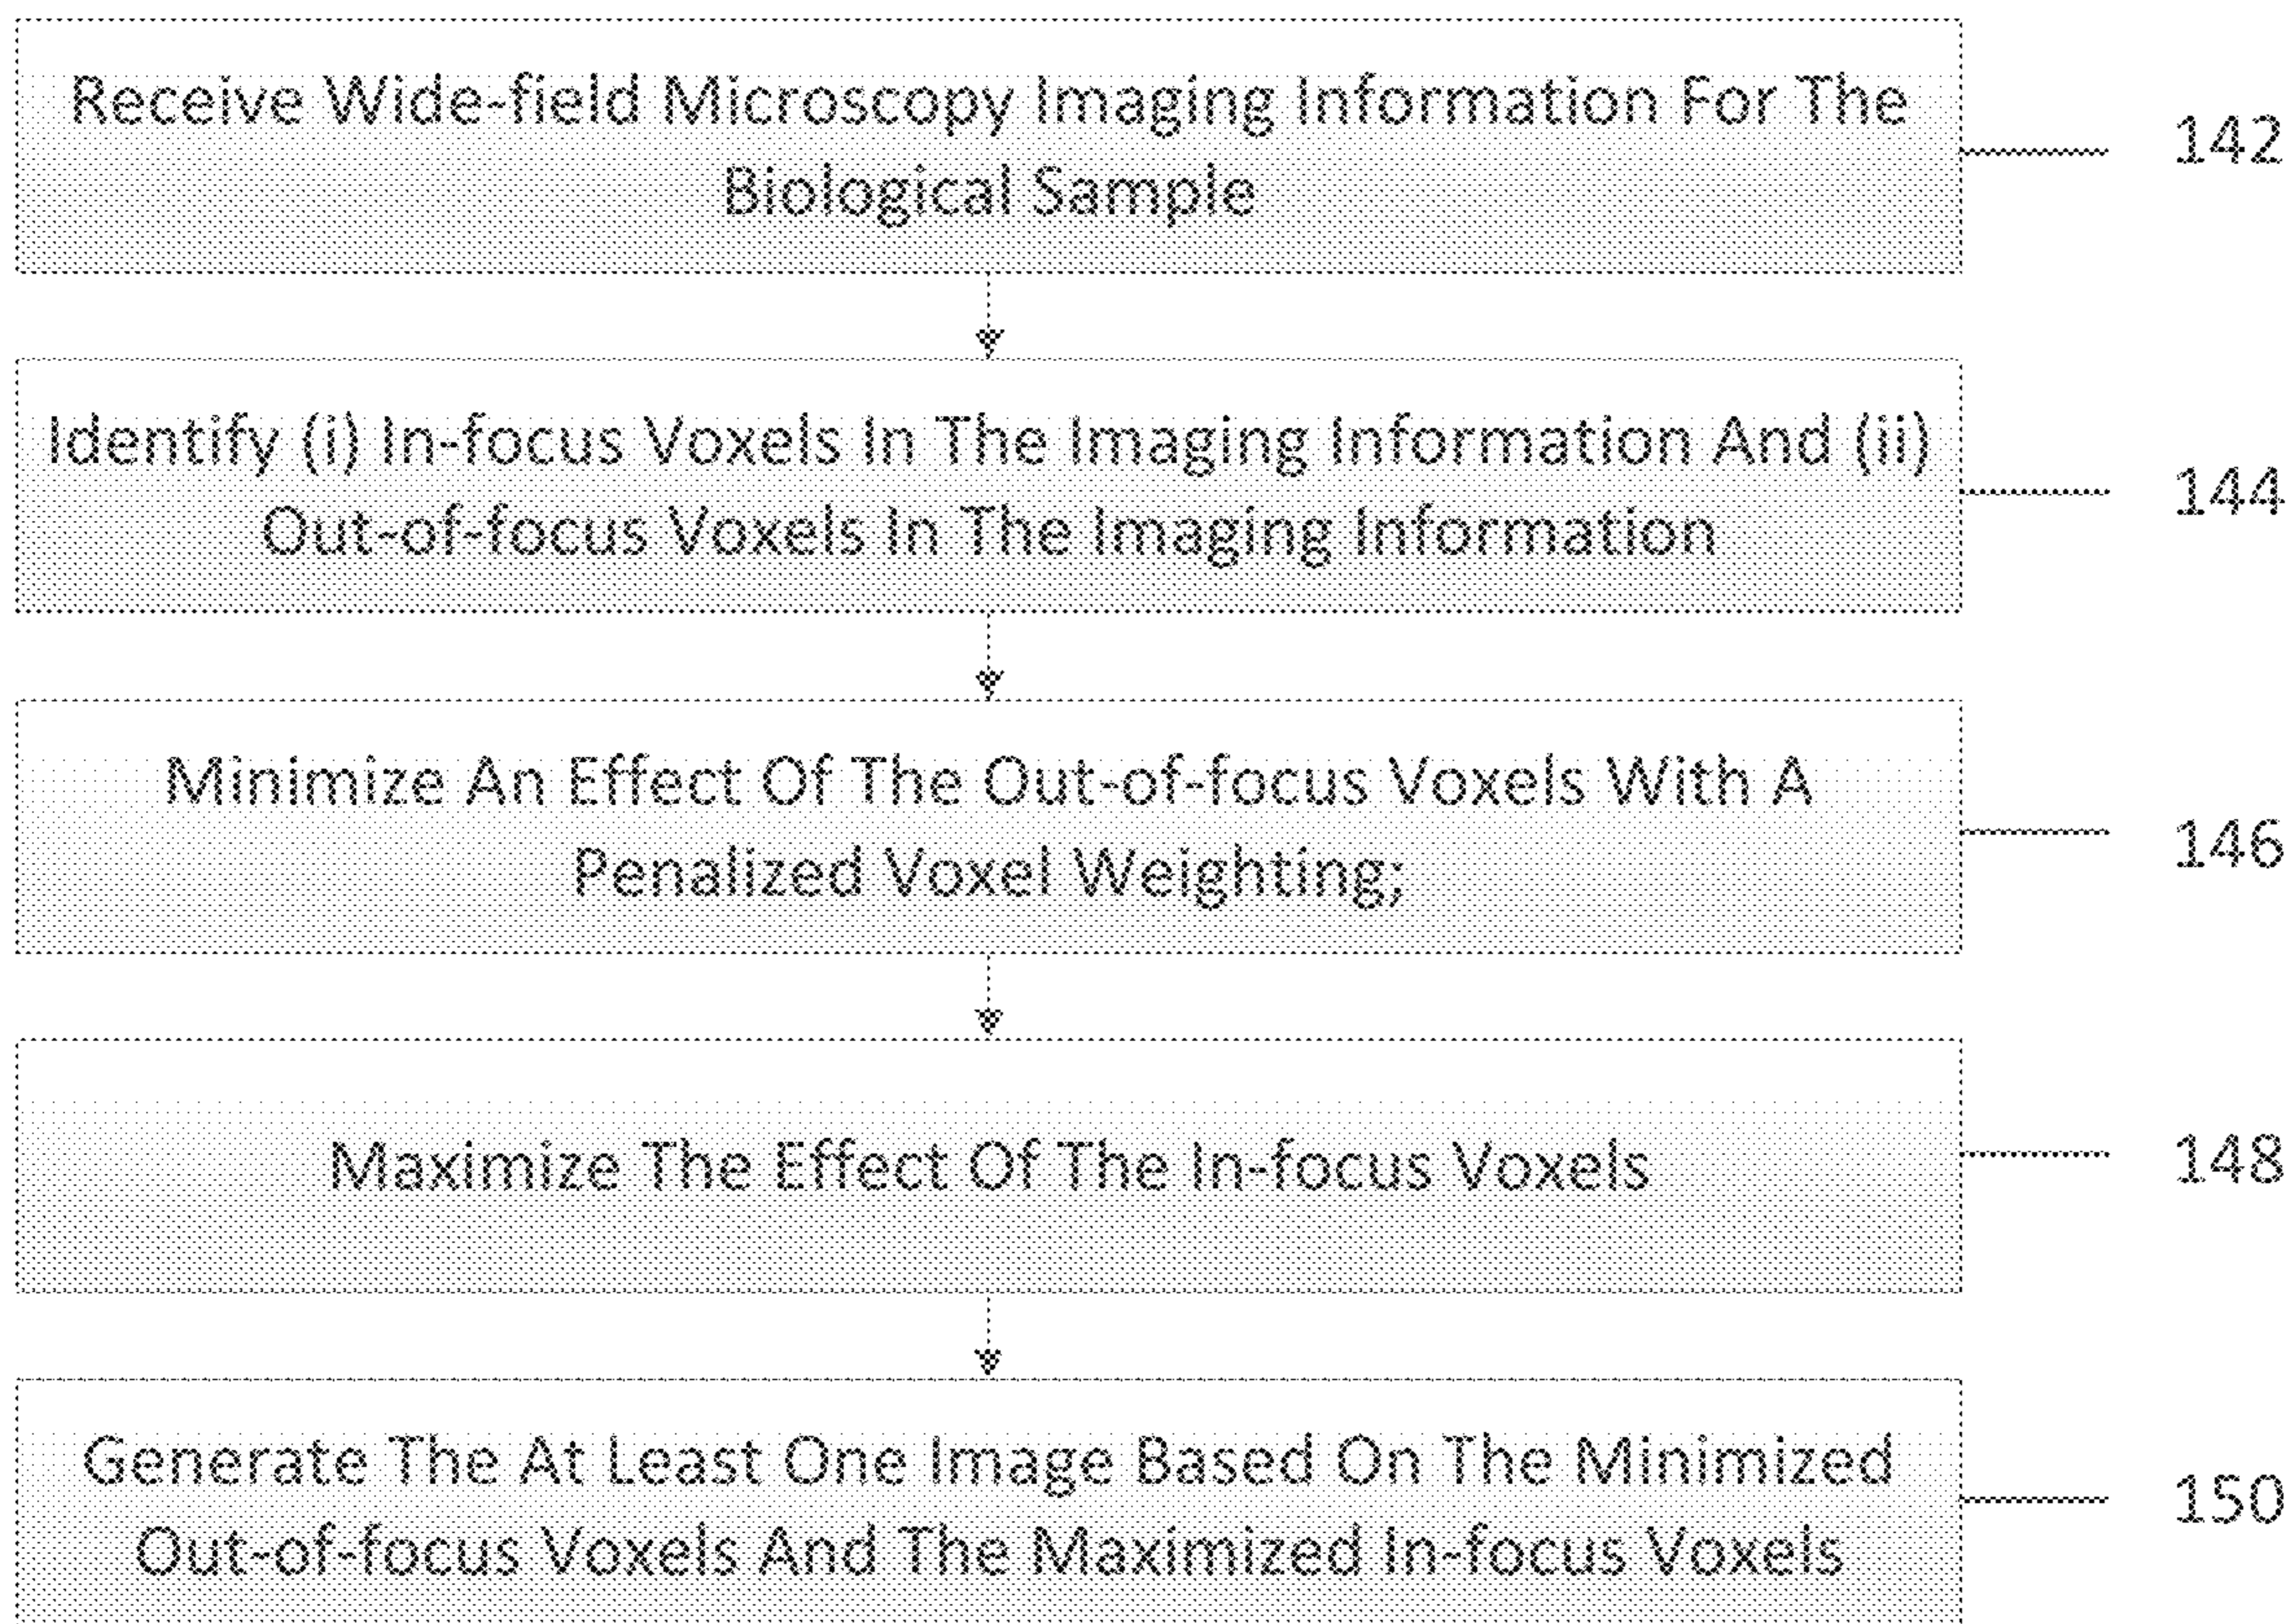 Receive Wide-field Microscopy Imaging Information For The
Biological Sample
142
Identify (i) In-focus Voxels In The Imaging Information And (ii)
Out-of-focus Voxels In The Imaging Information
144
Minimize An Effect Of The Out-of-focus Voxels With A
Penalized Voxel Weighting;
146
Maximize The Effect Of The In-focus Voxels
148
Generate The At Least One Image Based On The Minimized
Out-of-focus Voxels And The Maximized In-focus Voxels
150